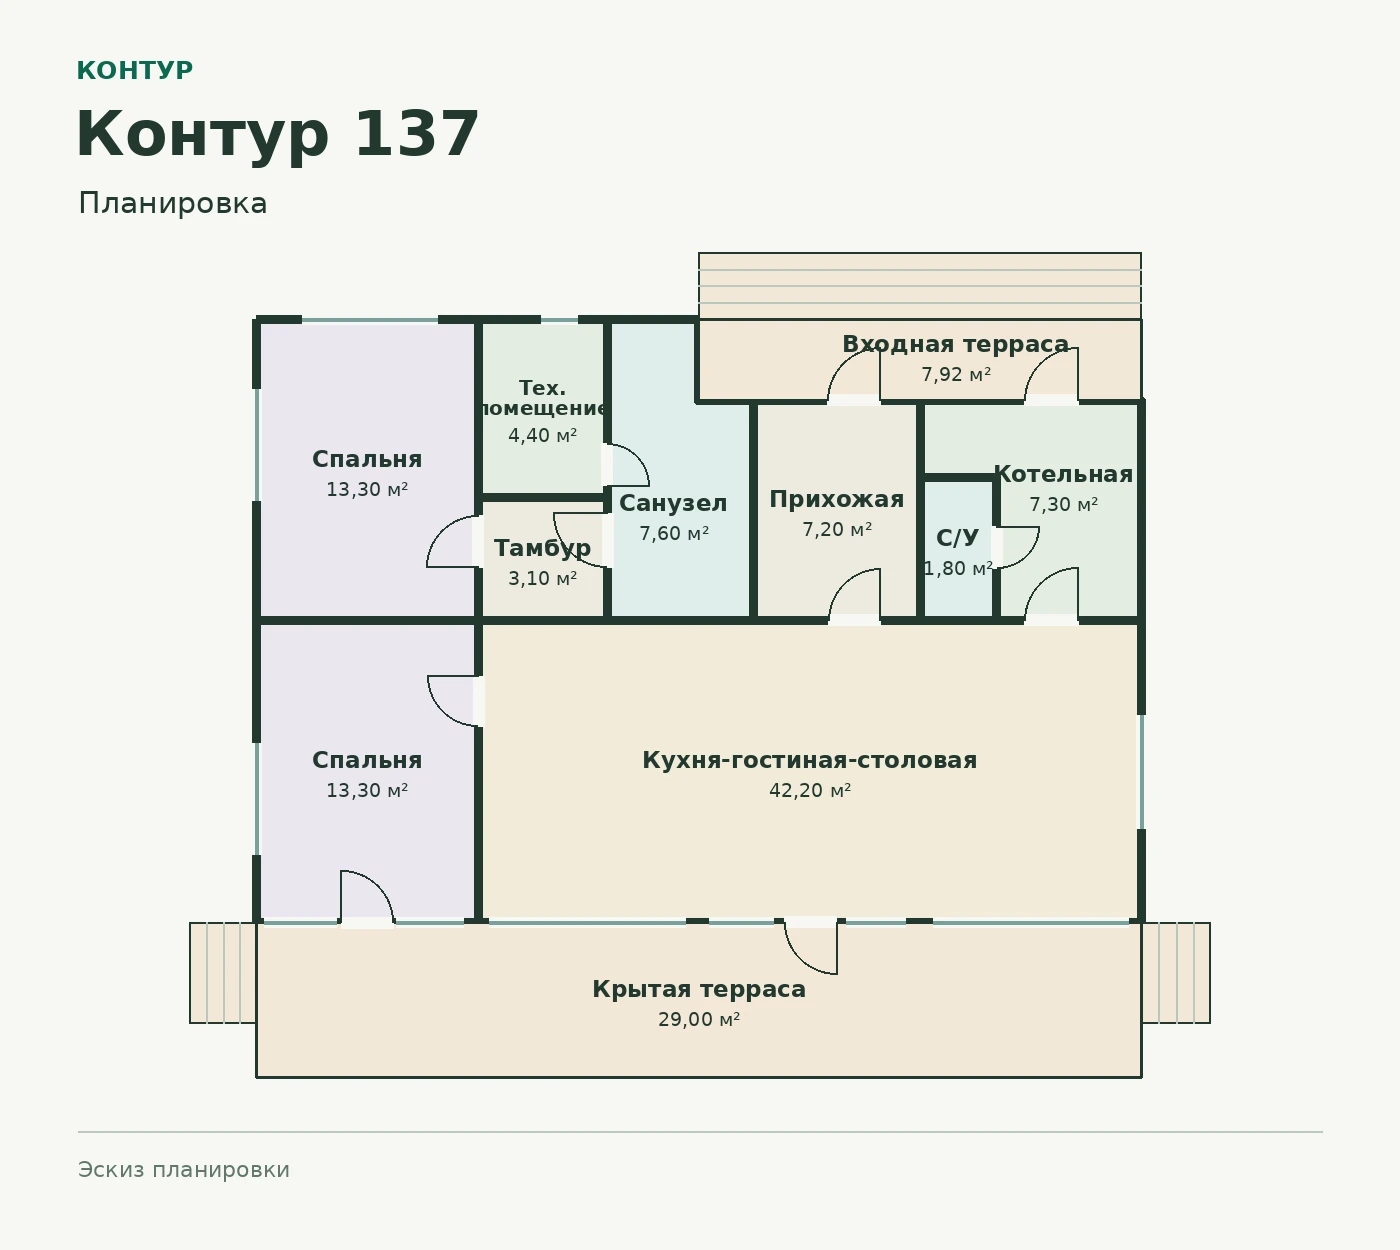 КОНТУР
Контур 137
Планировка
Входная терраса
7,92 м²
Тех.
помещение
4,40 м²
Спальня
13,30 м²
Котельная
7,30 м²
Санузел
7,60 м²
Прихожая
7,20 м²
С/У
1,80 м²
Тамбур
3,10 м²
Спальня
13,30 м²
Кухня-гостиная-столовая
42,20 м²
Крытая терраса
29,00 м²
Эскиз планировки